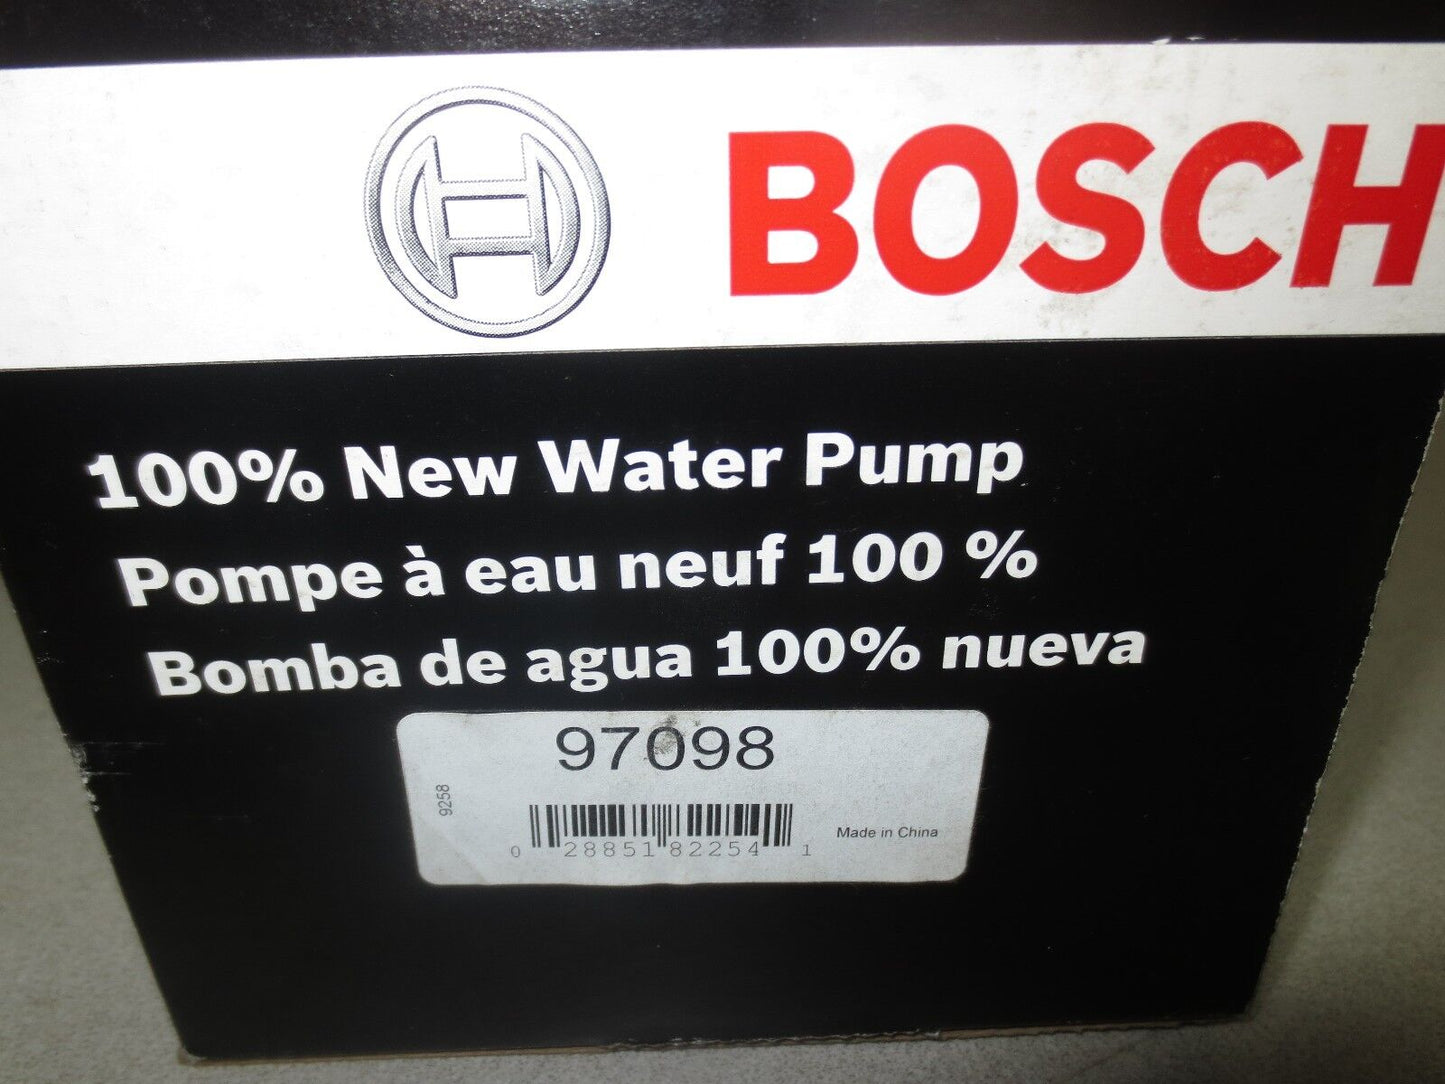 BOSCH
100% New Water Pump
Pompe à eau neuf 100 %
Bomba de agua 100% nueva
97098
9258
Made in China
0 28851 82254 1